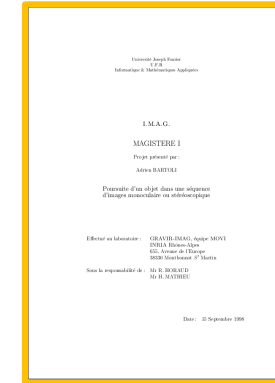 Université Joseph Fourier
U.F.R
Informatique & Mathématiques Appliquées
I.M.A.G.
MAGISTERE I
Projet présenté par :
Adrien BARTOLI
Poursuite d'un objet dans une séquence
d'images monoculaire ou stéréoscopique
Effectué au laboratoire : GRAVIR-IMAG, équipe MOVI
INRIA Rhônes-Alpes
655, Avenue de l'Europe
38330 Montbonnot St Martin
Sous la responsabilité de : Mr R. HORAUD
Mr H. MATHIEU
Date : 15 Septembre 1998